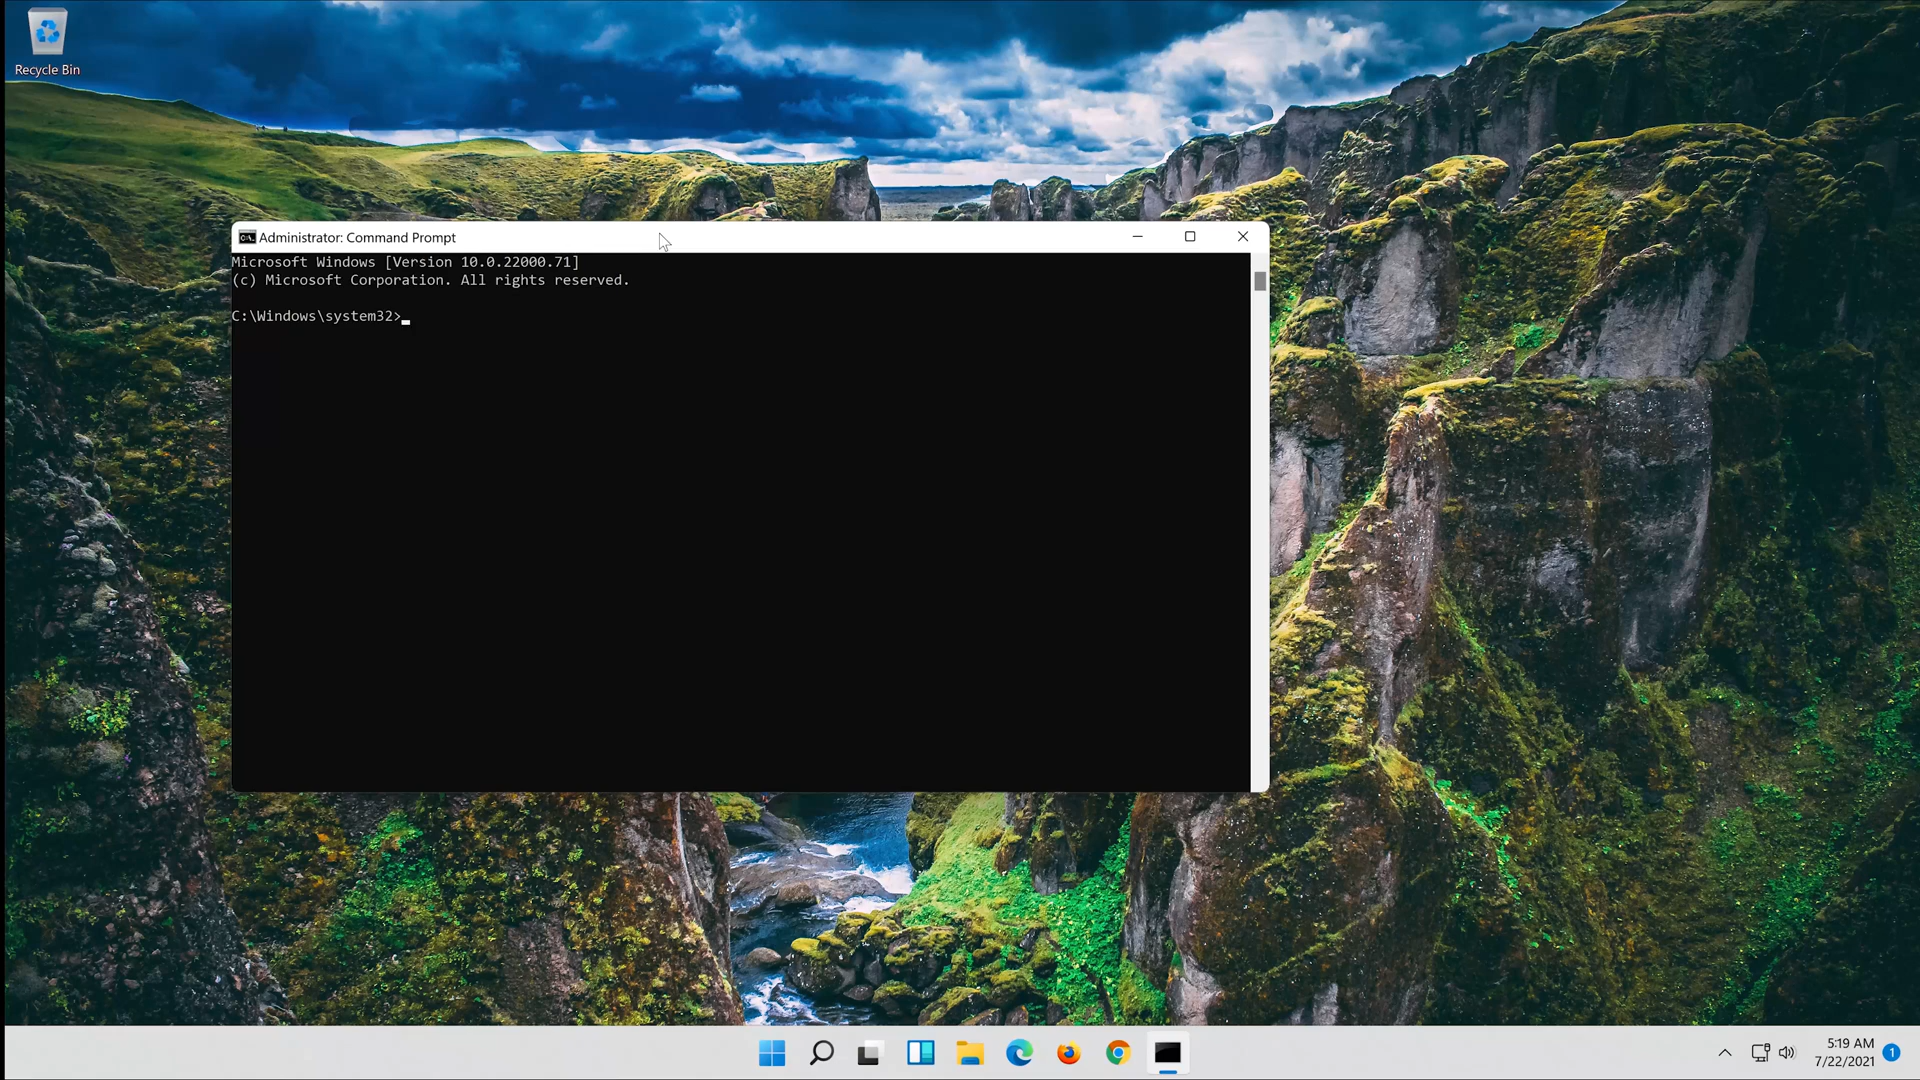 Recycle Bin
Administrator: Command Prompt
Microsoft Windows [Version 10.0.22000.71]
(c) Microsoft Corporation. All rights reserved.
C:\Windows\system32>
5:19 AM
7/22/2021
1